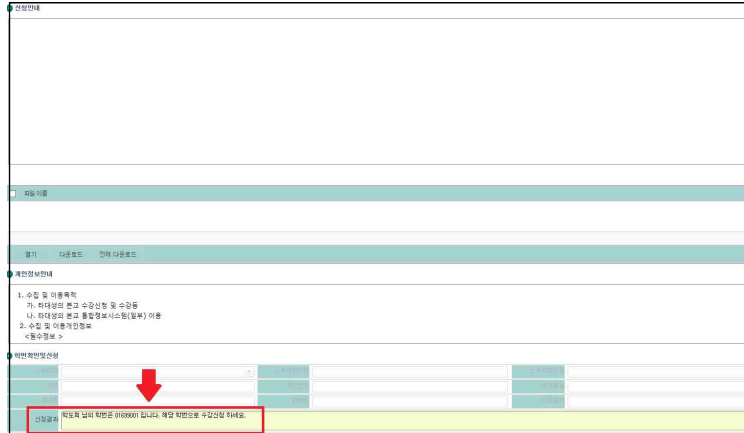 신청안내
파일 이름
열기 다운로드 전체 다운로드
개인정보안내
1. 수집 및 이용목적
가. 타대생의 본교 수강신청 및 수강등
나. 타대생의 본교 통합정보시스템(일부) 이용
2. 수집 및 이용개인정보
<필수정보 >
학번확인및신청
신청결과 박도희 님의 학번은 01699001 입니다. 해당 학번으로 수강신청 하세요.